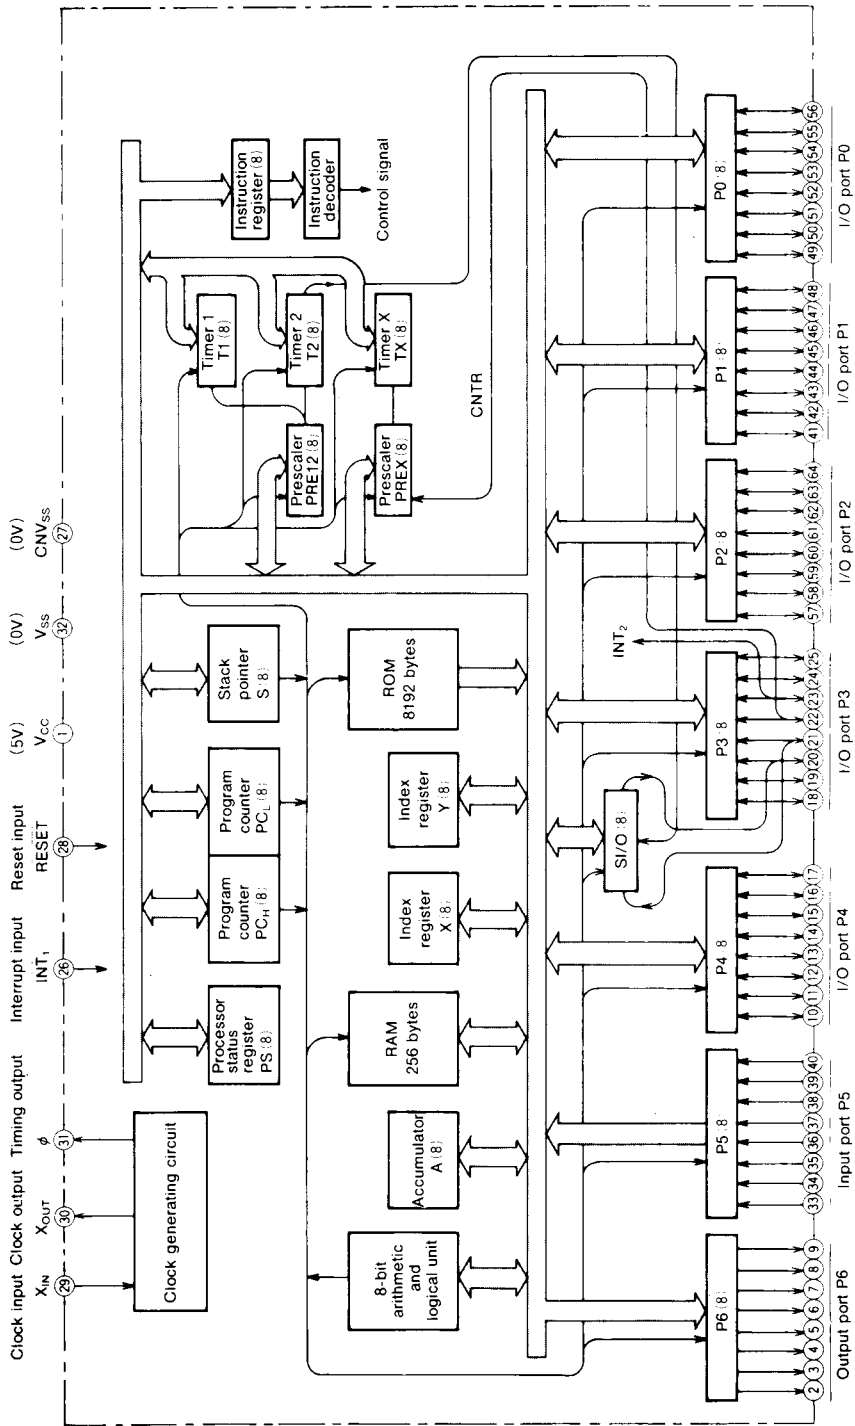 Clock input
Clock output
Timing output
Interrupt input
Reset input
(5V)
(0V)
(0V)
XIN
XOUT
φ
INT1
RESET
VCC
VSS
CNVSS
29
30
31
26
28
1
32
27
Clock generating circuit
Processor
status
register
PS(8)
Program
counter
PCH(8)
Program
counter
PCL(8)
Stack
pointer
S(8)
Instruction
register(8)
Instruction
decoder
Control signal
Timer 1
T1(8)
Timer 2
T2(8)
Timer X
TX(8)
Prescaler
PRE12(8)
Prescaler
PREX(8)
CNTR
8-bit
arithmetic
and
logical unit
Accumulator
A(8)
RAM
256 bytes
Index
register
X(8)
Index
register
Y(8)
ROM
8192 bytes
SI/O(8)
INT2
P6(8)
P5(8)
P4(8)
P3(8)
P2(8)
P1(8)
P0(8)
2 3 4 5 6 7 8 9
33 34 35 36 37 38 39 40
10 11 12 13 14 15 16 17
18 19 20 21 22 23 24 25
57 58 59 60 61 62 63 64
41 42 43 44 45 46 47 48
49 50 51 52 53 54 55 56
Output port P6
Input port P5
I/O port P4
I/O port P3
I/O port P2
I/O port P1
I/O port P0